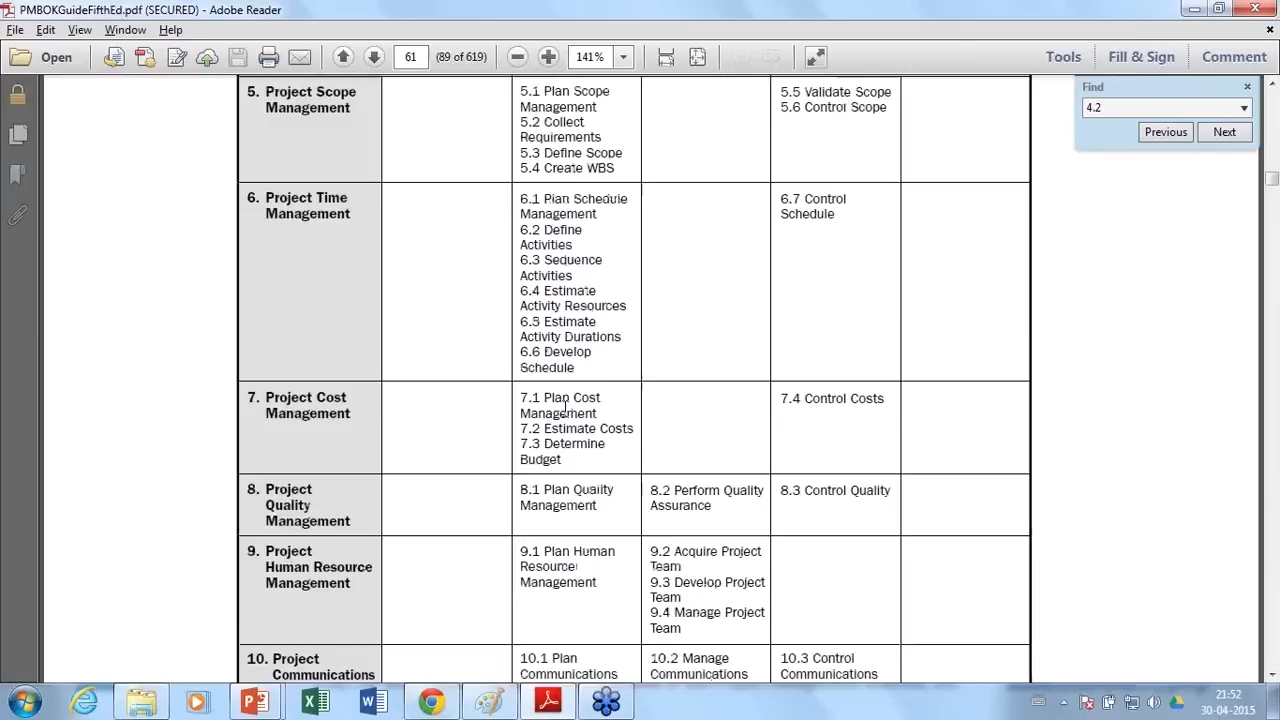 PMBOKGuideFifthEd.pdf (SECURED) - Adobe Reader
File Edit View Window Help
Open 61 (89 of 619) 141% Tools Fill & Sign Comment
Find
4.2
Previous Next
5. Project Scope
Management
5.1 Plan Scope
Management
5.2 Collect
Requirements
5.3 Define Scope
5.4 Create WBS
5.5 Validate Scope
5.6 Control Scope
6. Project Time
Management
6.1 Plan Schedule
Management
6.2 Define
Activities
6.3 Sequence
Activities
6.4 Estimate
Activity Resources
6.5 Estimate
Activity Durations
6.6 Develop
Schedule
6.7 Control
Schedule
7. Project Cost
Management
7.1 Plan Cost
Management
7.2 Estimate Costs
7.3 Determine
Budget
7.4 Control Costs
8. Project
Quality
Management
8.1 Plan Quality
Management
8.2 Perform Quality
Assurance
8.3 Control Quality
9. Project
Human Resource
Management
9.1 Plan Human
Resource
Management
9.2 Acquire Project
Team
9.3 Develop Project
Team
9.4 Manage Project
Team
10. Project
Communications
10.1 Plan
Communications
10.2 Manage
Communications
10.3 Control
Communications
21:52
30-04-2015